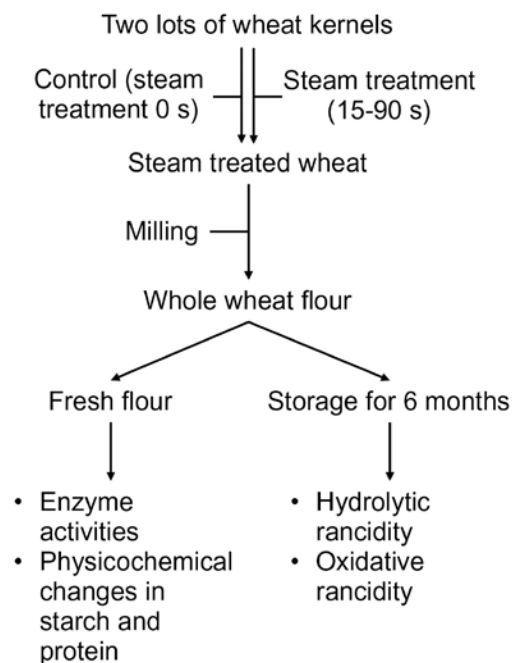 Two lots of wheat kernels
Control (steam
treatment 0 s)
Steam treatment
(15-90 s)
Steam treated wheat
Milling
Whole wheat flour
Fresh flour
Storage for 6 months
• Enzyme
activities
• Physicochemical
changes in
starch and
protein
• Hydrolytic
rancidity
• Oxidative
rancidity